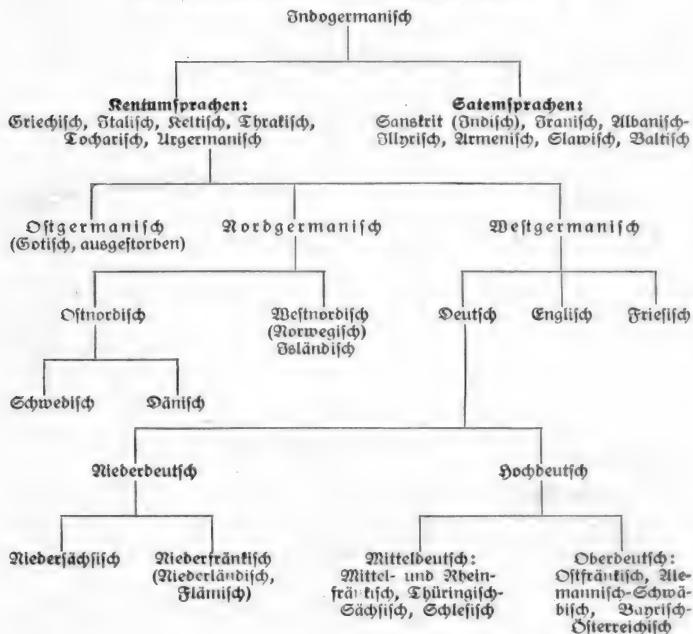 Indogermanisch
Kentumsprachen:
Griechisch, Italisch, Keltisch, Thrakisch,
Tocharisch, Urgermanisch
Satemsprachen:
Sanskrit (Indisch), Iranisch, Albanisch-
Illyrisch, Armenisch, Slawisch, Baltisch
Ostgermanisch
(Gotisch, ausgestorben)
Nordgermanisch
Westgermanisch
Ostnordisch
Westnordisch
(Norwegisch)
Isländisch
Deutsch
Englisch
Friesisch
Schwedisch
Dänisch
Niederdeutsch
Hochdeutsch
Niedersächsisch
Niederfränkisch
(Niederländisch,
Flämisch)
Mitteldeutsch:
Mittel- und Rhein-
fränkisch, Thüringisch-
Sächsisch, Schlesisch
Oberdeutsch:
Ostfränkisch, Ale-
mannisch-Schwä-
bisch, Bayrisch-
Österreichisch